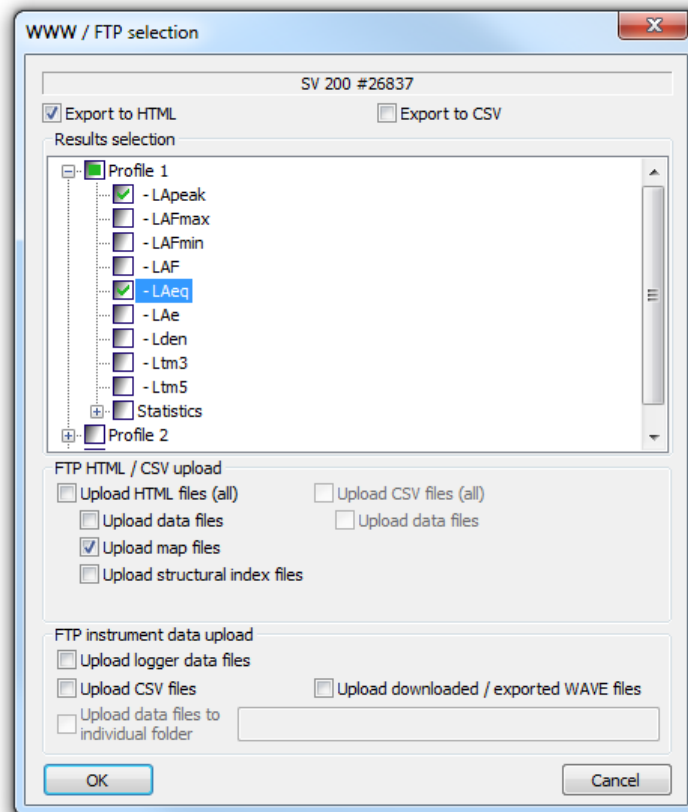 WWW / FTP selection
SV 200 #26837
Export to HTML Export to CSV
Results selection
Profile 1
- LApeak
- LAFmax
- LAFmin
- LAF
- LAeq
- LAe
- Lden
- Ltm3
- Ltm5
Statistics
Profile 2
FTP HTML / CSV upload
Upload HTML files (all) Upload CSV files (all)
Upload data files Upload data files
Upload map files
Upload structural index files
FTP instrument data upload
Upload logger data files
Upload CSV files Upload downloaded / exported WAVE files
Upload data files to
individual folder
OK Cancel